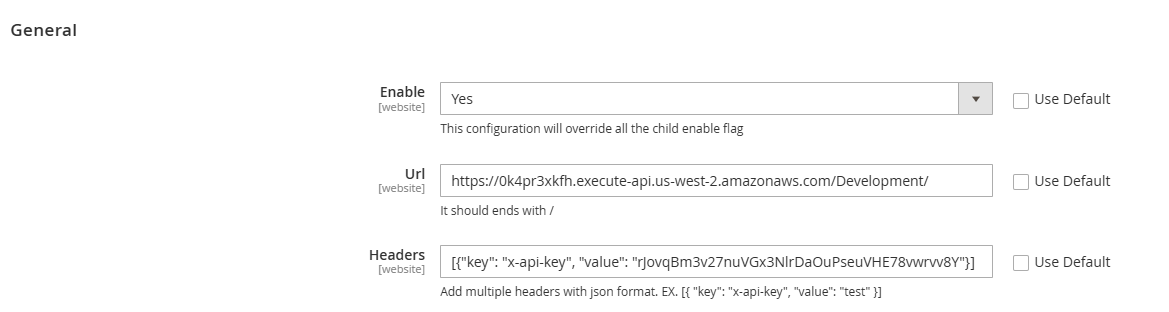 General
Enable
[website]
Yes
Use Default
This configuration will override all the child enable flag
Url
[website]
https://0k4pr3xkfh.execute-api.us-west-2.amazonaws.com/Development/
Use Default
It should ends with /
Headers
[website]
[{"key": "x-api-key", "value": "rJovqBm3v27nuVGx3NlrDaOuPseuVHE78vwrvv8Y"}]
Use Default
Add multiple headers with json format. EX. [{ "key": "x-api-key", "value": "test" }]